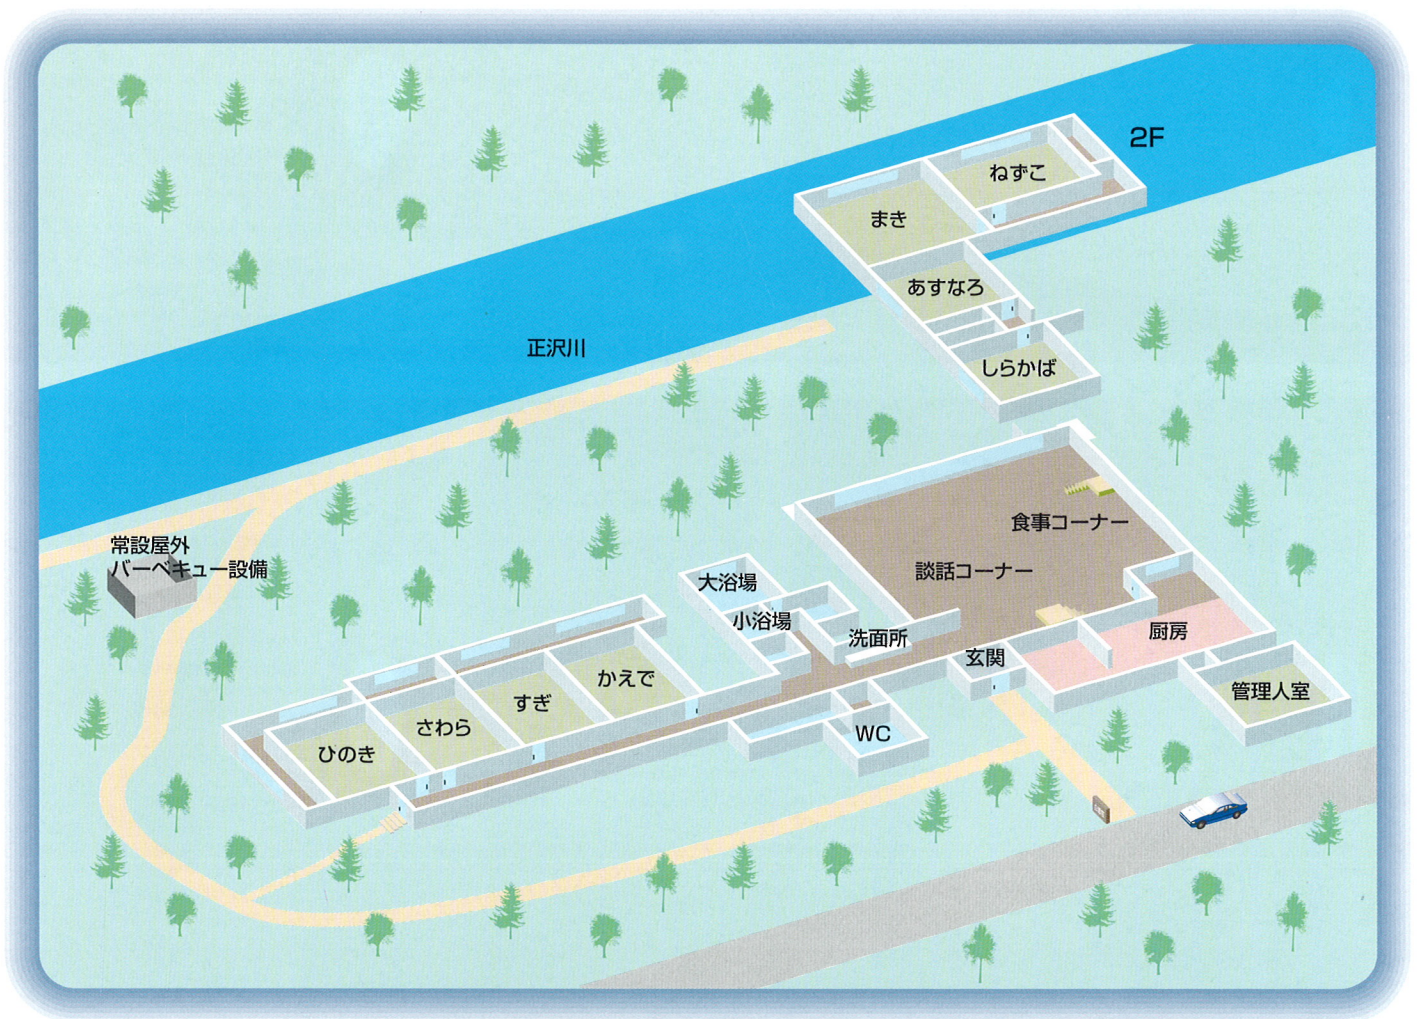 2F
ねずこ
まき
あすなろ
しらかば
正沢川
食事コーナー
談話コーナー
常設屋外
バーベキュー設備
大浴場
小浴場
洗面所
玄関
厨房
管理人室
かえで
すぎ
さわら
ひのき
WC